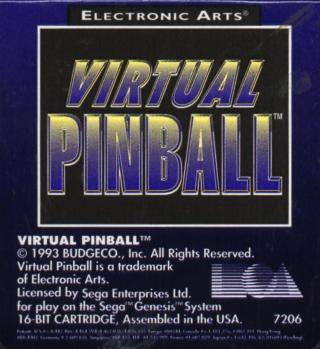 ELECTRONIC ARTS®
VIRTUAL
PINBALL™
VIRTUAL PINBALL™
© 1993 BUDGECO., Inc. All Rights Reserved.
Virtual Pinball is a trademark
of Electronic Arts.
Licensed by Sega Enterprises Ltd.
for play on the Sega™ Genesis™ System
16-BIT CARTRIDGE, Assembled in the USA. 7206